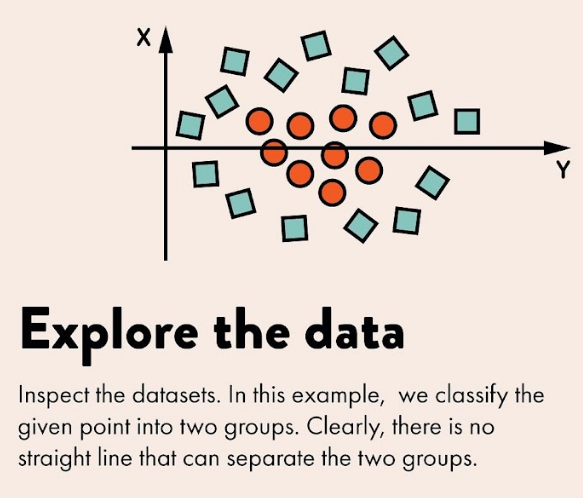 X
Y
Explore the data
Inspect the datasets. In this example,  we classify the
given point into two groups. Clearly, there is no
straight line that can separate the two groups.